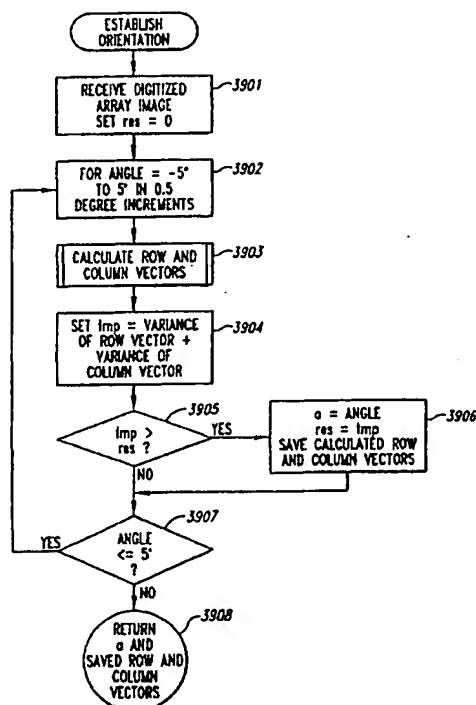 ESTABLISH
ORIENTATION
RECEIVE DIGITIZED
ARRAY IMAGE
SET res = 0
3901
FOR ANGLE = -5°
TO 5° IN 0.5
DEGREE INCREMENTS
3902
CALCULATE ROW AND
COLUMN VECTORS
3903
SET tmp = VARIANCE
OF ROW VECTOR +
VARIANCE OF
COLUMN VECTOR
3904
tmp >
res ?
3905
YES
NO
a = ANGLE
res = tmp
SAVE CALCULATED ROW
AND COLUMN VECTORS
3906
ANGLE
<= 5°
?
3907
YES
NO
RETURN
a AND
SAVED ROW AND
COLUMN
VECTORS
3908